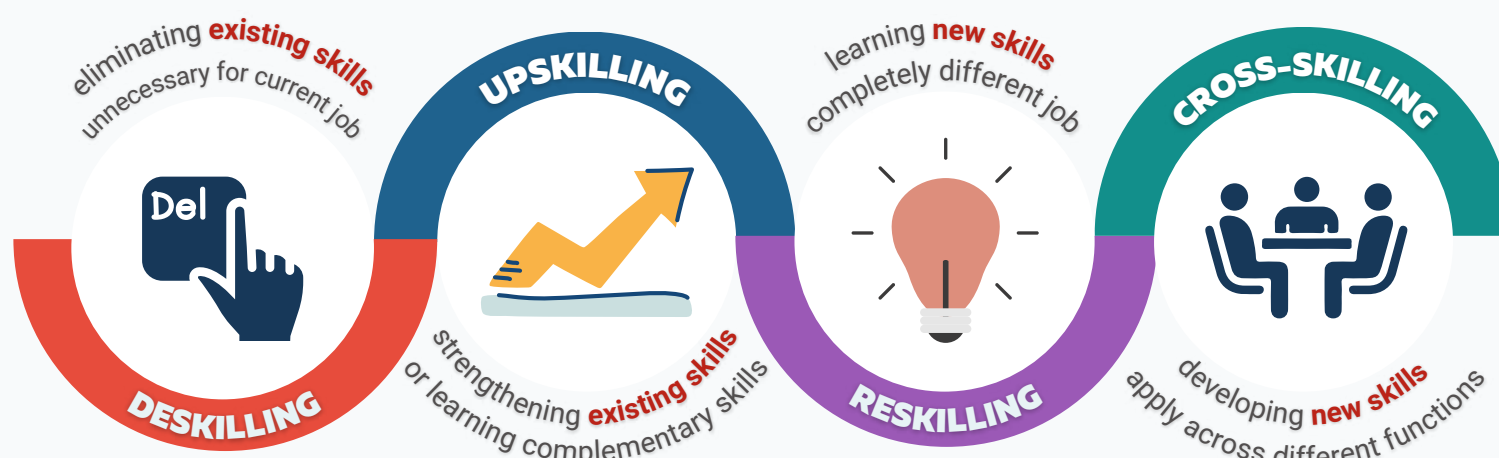 eliminating existing skills
unnecessary for current job
Del
DESKILLING
UPSKILLING
strengthening existing skills
or learning complementary skills
learning new skills
completely different job
RESKILLING
CROSS-SKILLING
developing new skills
apply across different functions